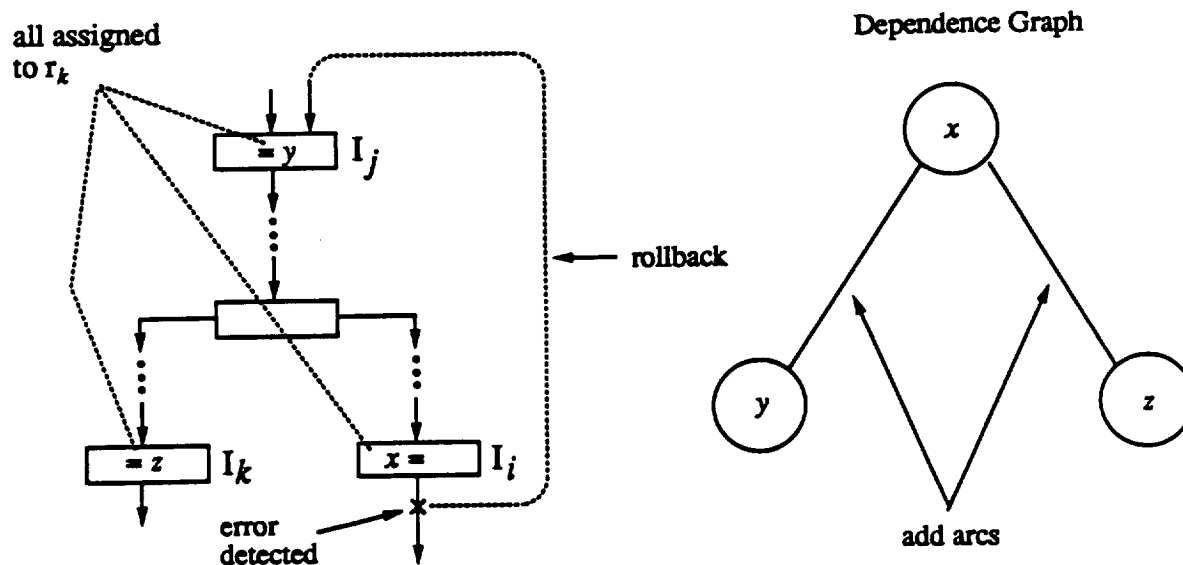 all assigned
to r_k
Dependence Graph
= y
I_j
x
rollback
y
z
= z
I_k
x =
I_i
error
detected
add arcs